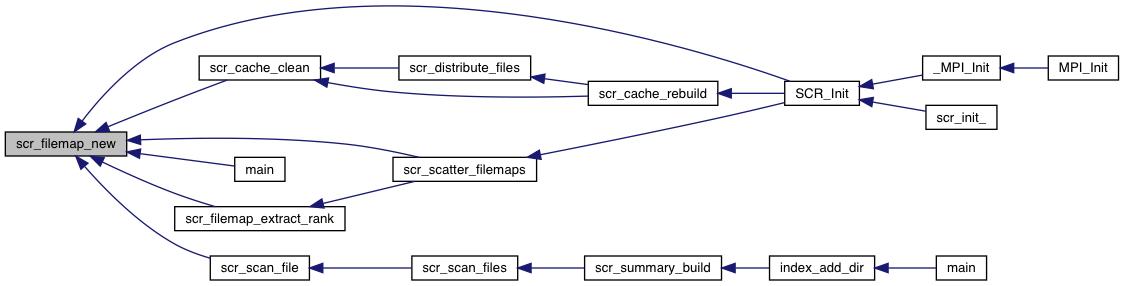 scr_filemap_new
scr_cache_clean
scr_distribute_files
scr_cache_rebuild
SCR_Init
_MPI_Init
MPI_Init
scr_init_
main
scr_scatter_filemaps
scr_filemap_extract_rank
scr_scan_file
scr_scan_files
scr_summary_build
index_add_dir
main